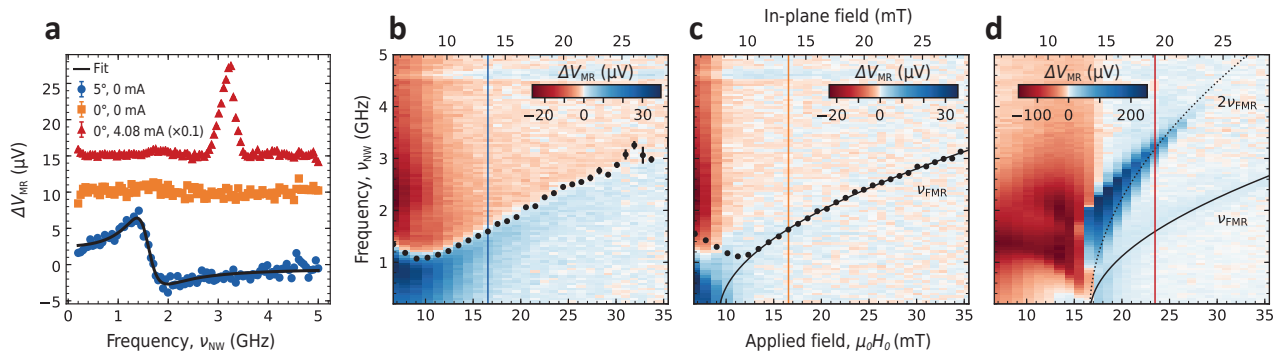 a
Fit
5°, 0 mA
0°, 0 mA
0°, 4.08 mA (×0.1)
ΔV_MR (μV)
25
20
15
10
5
0
−5
0 1 2 3 4 5
Frequency, ν_NW (GHz)
b
In-plane field (mT)
10 15 20 25
ΔV_MR (μV)
−20 0 30
Frequency, ν_NW (GHz)
5
4
3
2
1
10 15 20 25 30 35
c
10 15 20 25
ΔV_MR (μV)
−20 0 30
ν_FMR
10 15 20 25 30 35
Applied field, μ₀H₀ (mT)
d
10 15 20 25
ΔV_MR (μV)
−100 0 200
2ν_FMR
ν_FMR
10 15 20 25 30 35